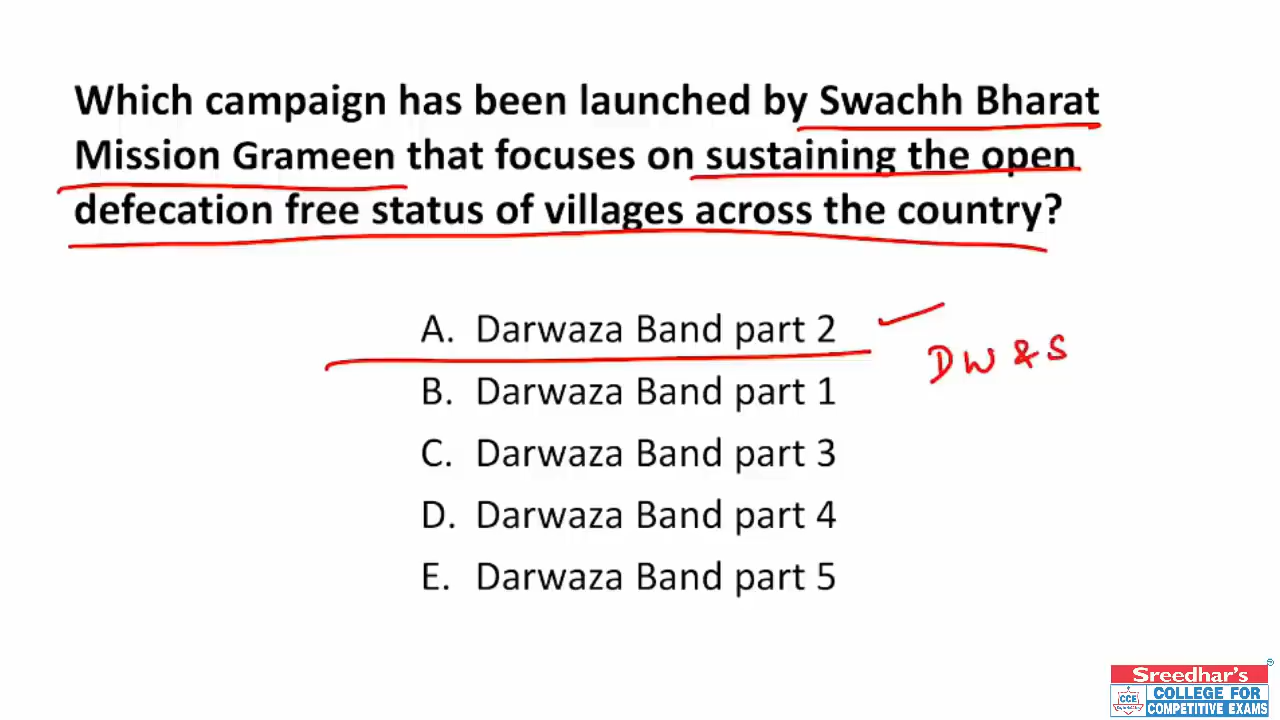 Which campaign has been launched by Swachh Bharat
Mission Grameen that focuses on sustaining the open
defecation free status of villages across the country?
A. Darwaza Band part 2
DW & S
B. Darwaza Band part 1
C. Darwaza Band part 3
D. Darwaza Band part 4
E. Darwaza Band part 5
Sreedhar's
CCE
COLLEGE FOR
COMPETITIVE EXAMS